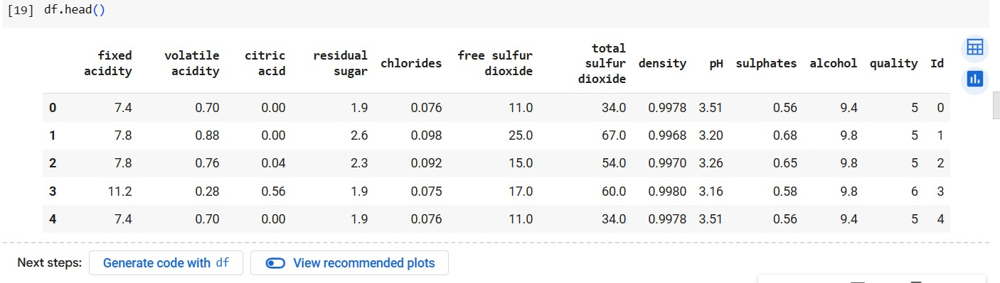 [19] df.head()
fixed acidity volatile acidity citric acid residual sugar chlorides free sulfur dioxide total sulfur dioxide density pH sulphates alcohol quality Id
0 7.4 0.70 0.00 1.9 0.076 11.0 34.0 0.9978 3.51 0.56 9.4 5 0
1 7.8 0.88 0.00 2.6 0.098 25.0 67.0 0.9968 3.20 0.68 9.8 5 1
2 7.8 0.76 0.04 2.3 0.092 15.0 54.0 0.9970 3.26 0.65 9.8 5 2
3 11.2 0.28 0.56 1.9 0.075 17.0 60.0 0.9980 3.16 0.58 9.8 6 3
4 7.4 0.70 0.00 1.9 0.076 11.0 34.0 0.9978 3.51 0.56 9.4 5 4
Next steps: Generate code with df View recommended plots